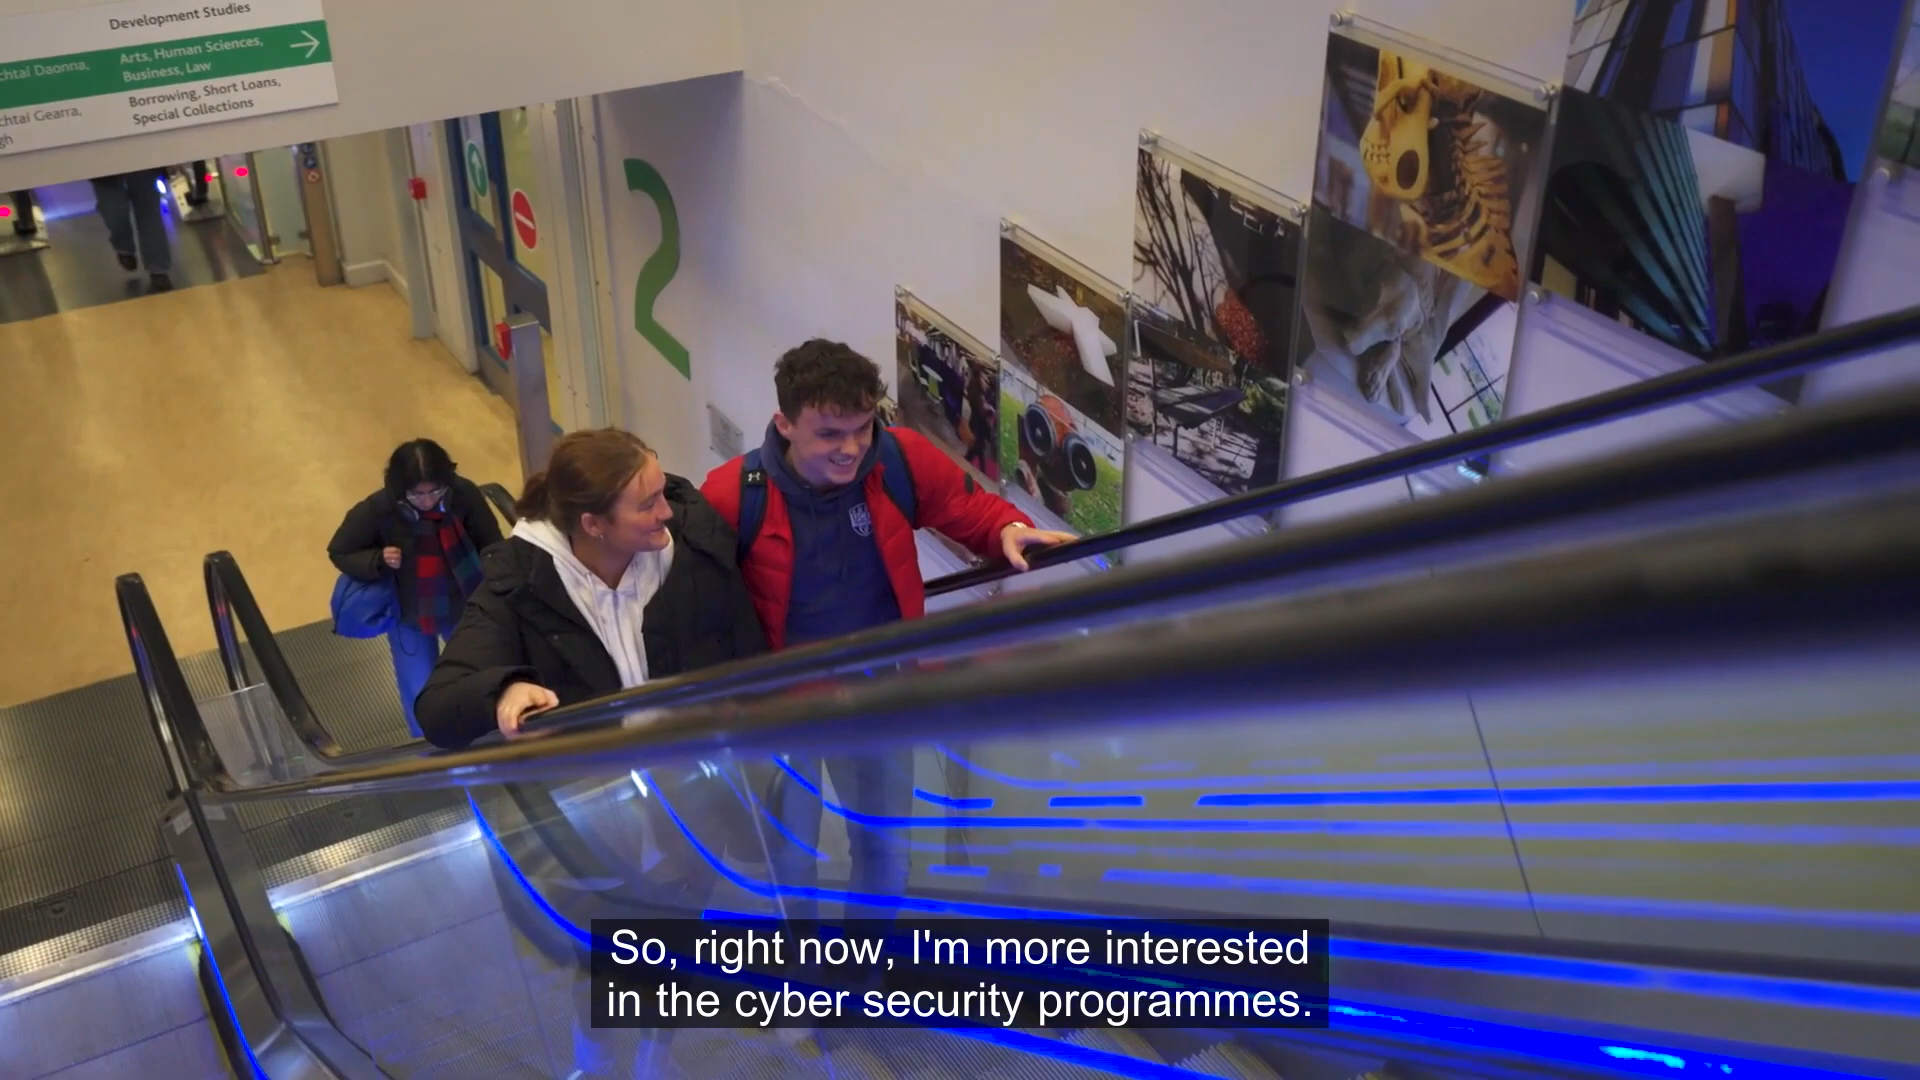 Development Studies
chtaí Daonna,
Arts, Human Sciences,
Business, Law
chtaí Gearra,
gh
Borrowing, Short Loans,
Special Collections
2
So, right now, I'm more interested
in the cyber security programmes.